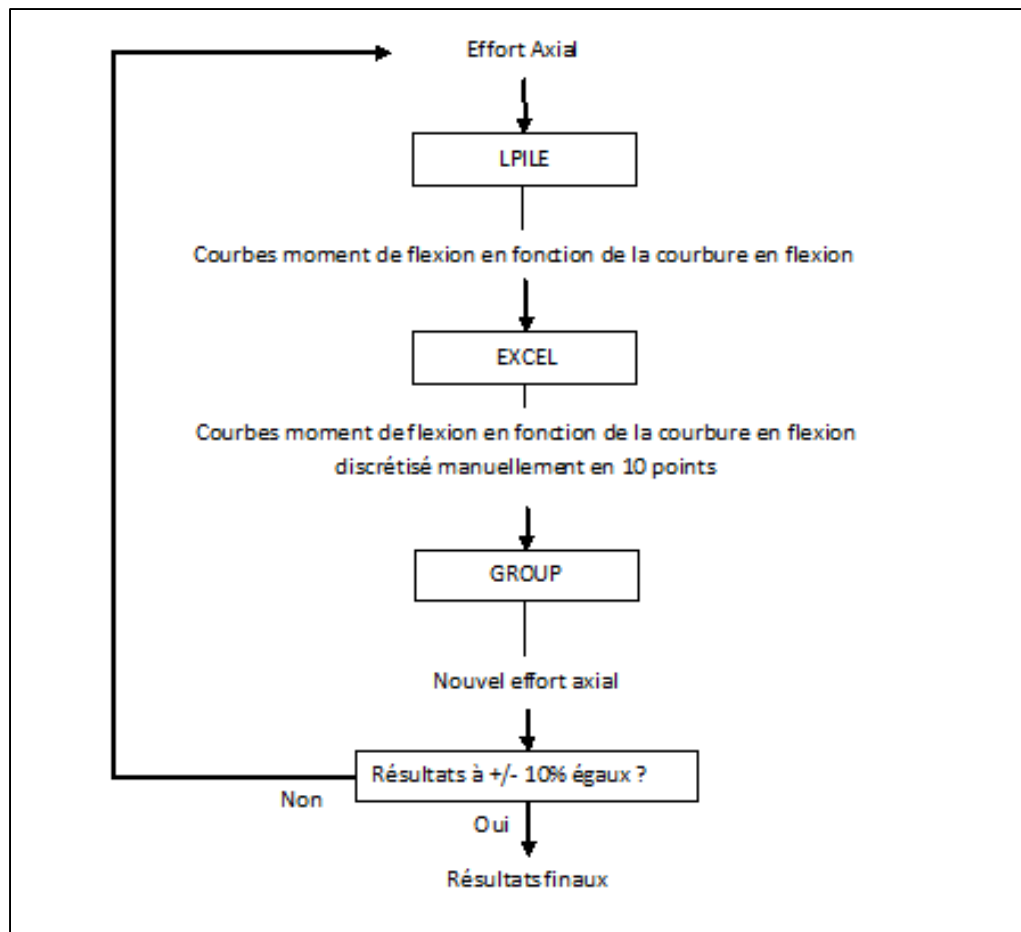 Effort Axial
LPILE
Courbes moment de flexion en fonction de la courbure en flexion
EXCEL
Courbes moment de flexion en fonction de la courbure en flexion
discrétisé manuellement en 10 points
GROUP
Nouvel effort axial
Résultats à +/- 10% égaux ?
Non
Oui
Résultats finaux